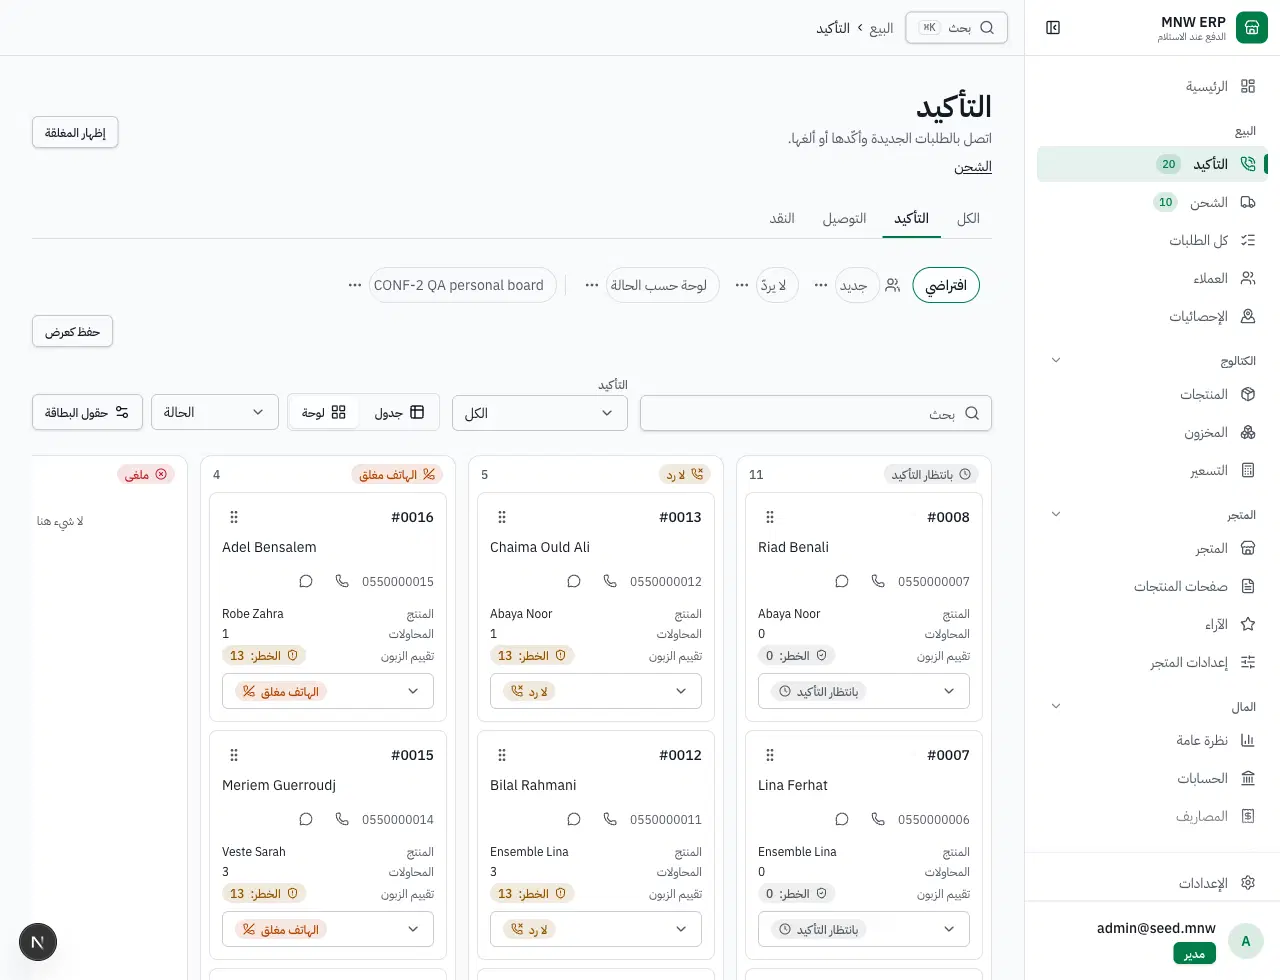 MNW ERP
الدفع عند الاستلام
الرئيسية
البيع
التأكيد 20
الشحن 10
كل الطلبات
العملاء
الإحصائيات
الكتالوج
المنتجات
المخزون
التسعير
المتجر
المتجر
صفحات المنتجات
الآراء
إعدادات المتجر
المال
نظرة عامة
الحسابات
المصاريف
الإعدادات
admin@seed.mnw
مدير
A
بحث ⌘K
البيع › التأكيد
التأكيد
اتصل بالطلبات الجديدة وأكّدها أو ألغها.
الشحن
إظهار المغلقة
الكل التأكيد التوصيل النقد
افتراضي جديد لا يردّ لوحة حسب الحالة CONF-2 QA personal board
حفظ كعرض
التأكيد
بحث الكل جدول لوحة الحالة حقول البطاقة
بانتظار التأكيد 11
#0008
Riad Benali
0550000007
المنتج Abaya Noor
المحاولات 0
تقييم الزبون الخطر: 0
بانتظار التأكيد
#0007
Lina Ferhat
0550000006
المنتج Ensemble Lina
المحاولات 0
تقييم الزبون الخطر: 0
بانتظار التأكيد
لا رد 5
#0013
Chaima Ould Ali
0550000012
المنتج Abaya Noor
المحاولات 1
تقييم الزبون الخطر: 13
لا رد
#0012
Bilal Rahmani
0550000011
المنتج Ensemble Lina
المحاولات 3
تقييم الزبون الخطر: 13
لا رد
الهاتف مغلق 4
#0016
Adel Bensalem
0550000015
المنتج Robe Zahra
المحاولات 1
تقييم الزبون الخطر: 13
الهاتف مغلق
#0015
Meriem Guerroudj
0550000014
المنتج Veste Sarah
المحاولات 3
تقييم الزبون الخطر: 13
الهاتف مغلق
ملغى
لا شيء هنا
N